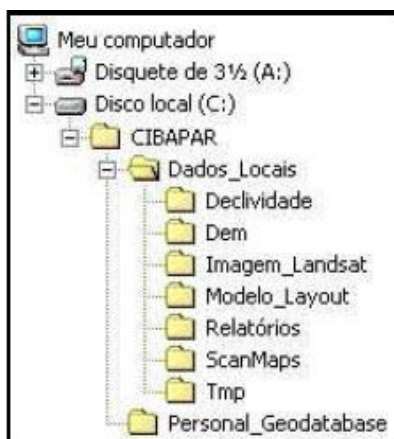 Meu computador
Disquete de 3½ (A:)
Disco local (C:)
CIBAPAR
Dados_Locais
Declividade
Dem
Imagem_Landsat
Modelo_Layout
Relatórios
ScanMaps
Tmp
Personal_Geodatabase